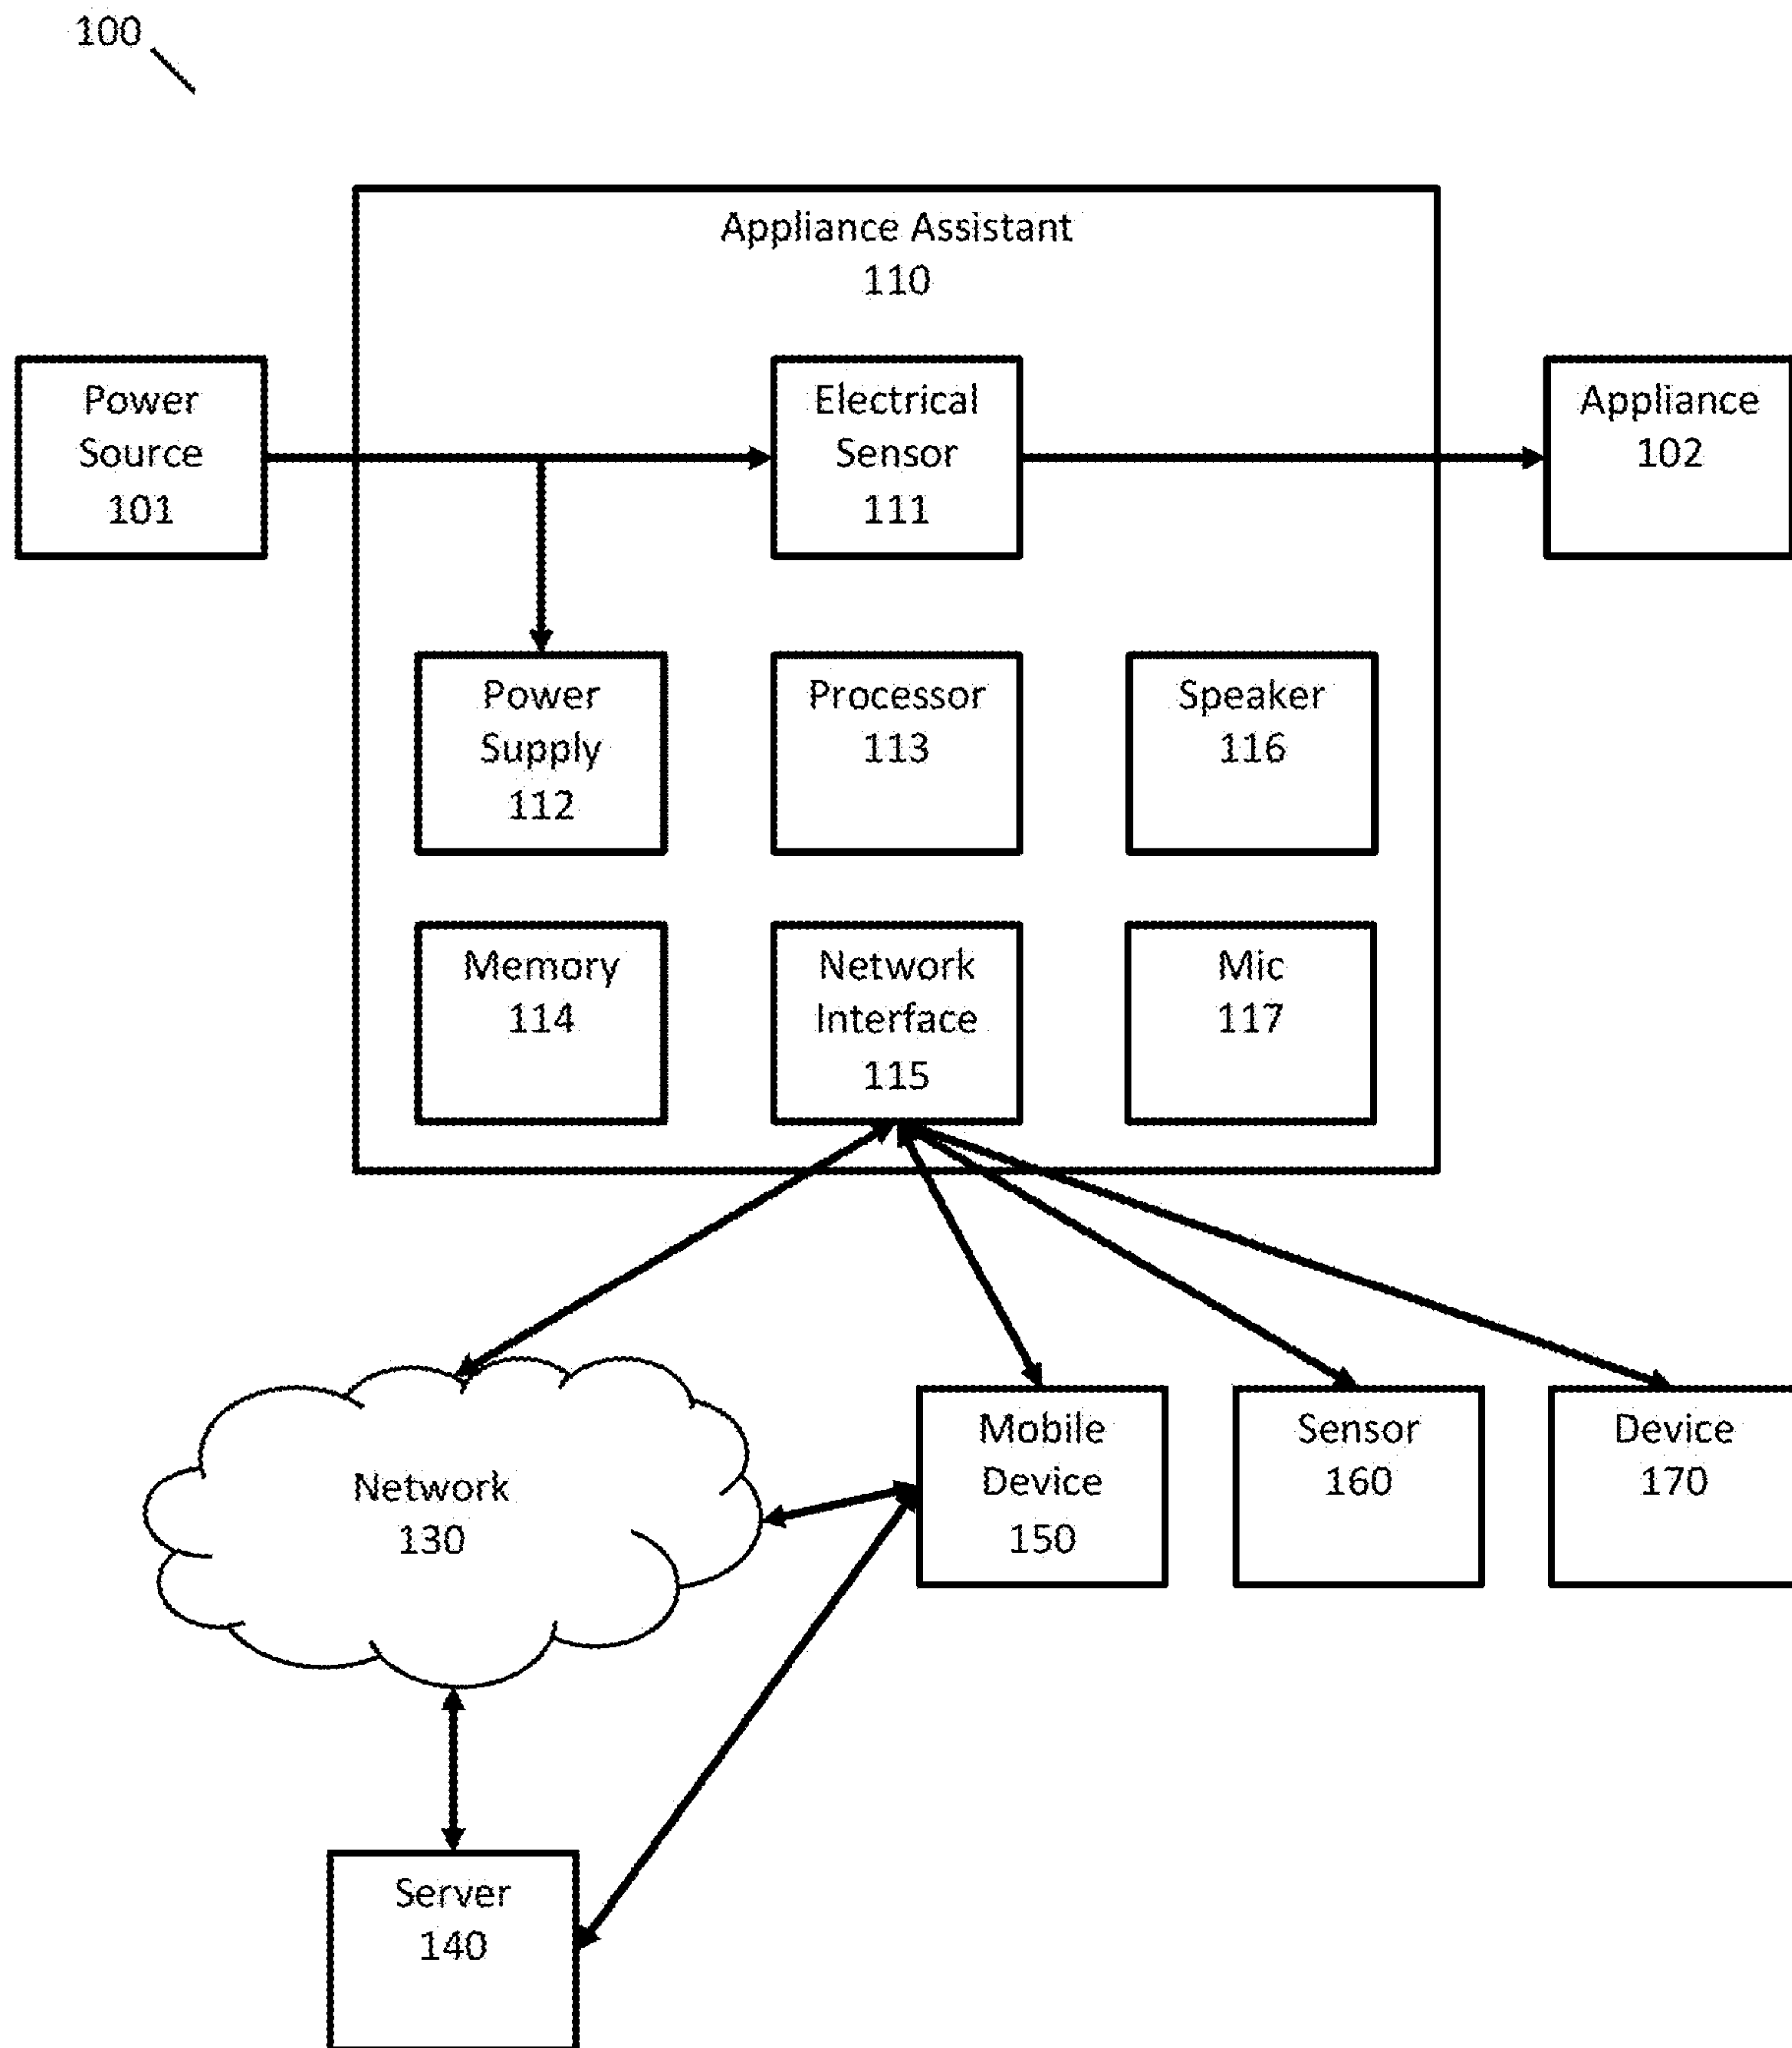 100
Appliance Assistant
110
Power
Source
101
Electrical
Sensor
111
Appliance
102
Power
Supply
112
Processor
113
Speaker
116
Memory
114
Network
Interface
115
Mic
117
Network
130
Mobile
Device
150
Sensor
160
Device
170
Server
140